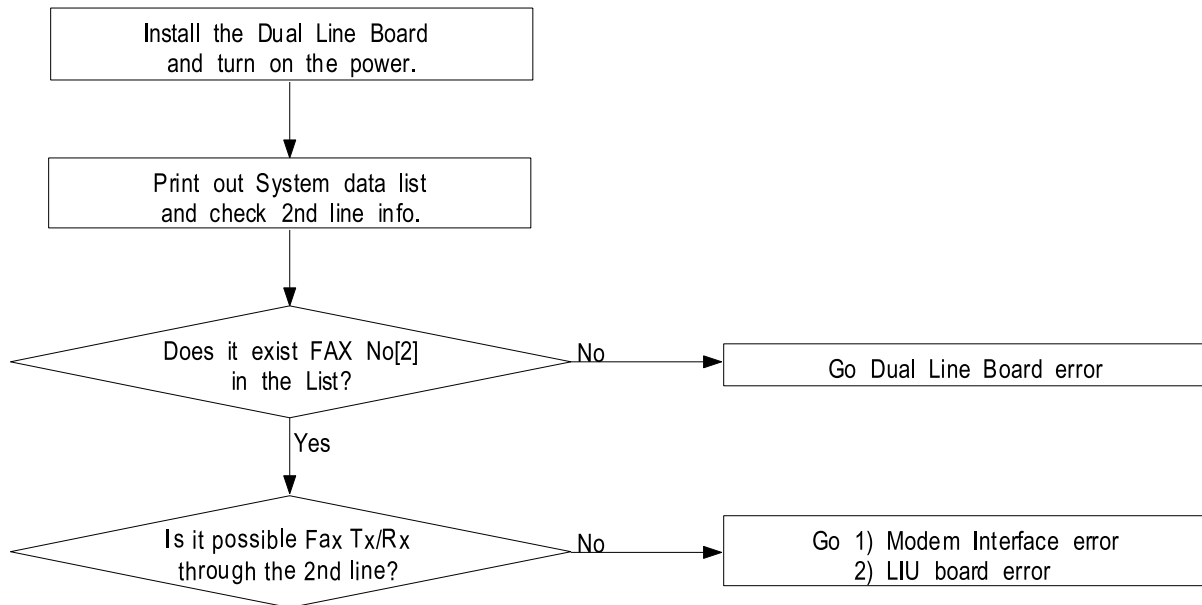 Install the Dual Line Board
and turn on the power.
Print out System data list
and check 2nd line info.
Does it exist FAX No[2]
in the List?
No
Go Dual Line Board error
Yes
Is it possible Fax Tx/Rx
through the 2nd line?
No
Go 1) Modem Interface error
2) LIU board error